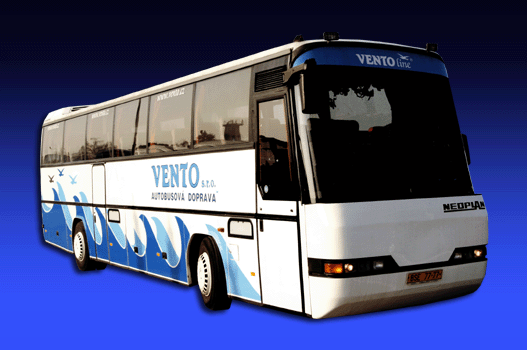 VENTO line
VENTO s.r.o.
AUTOBUSOVÁ DOPRAVA
NEOPLAN